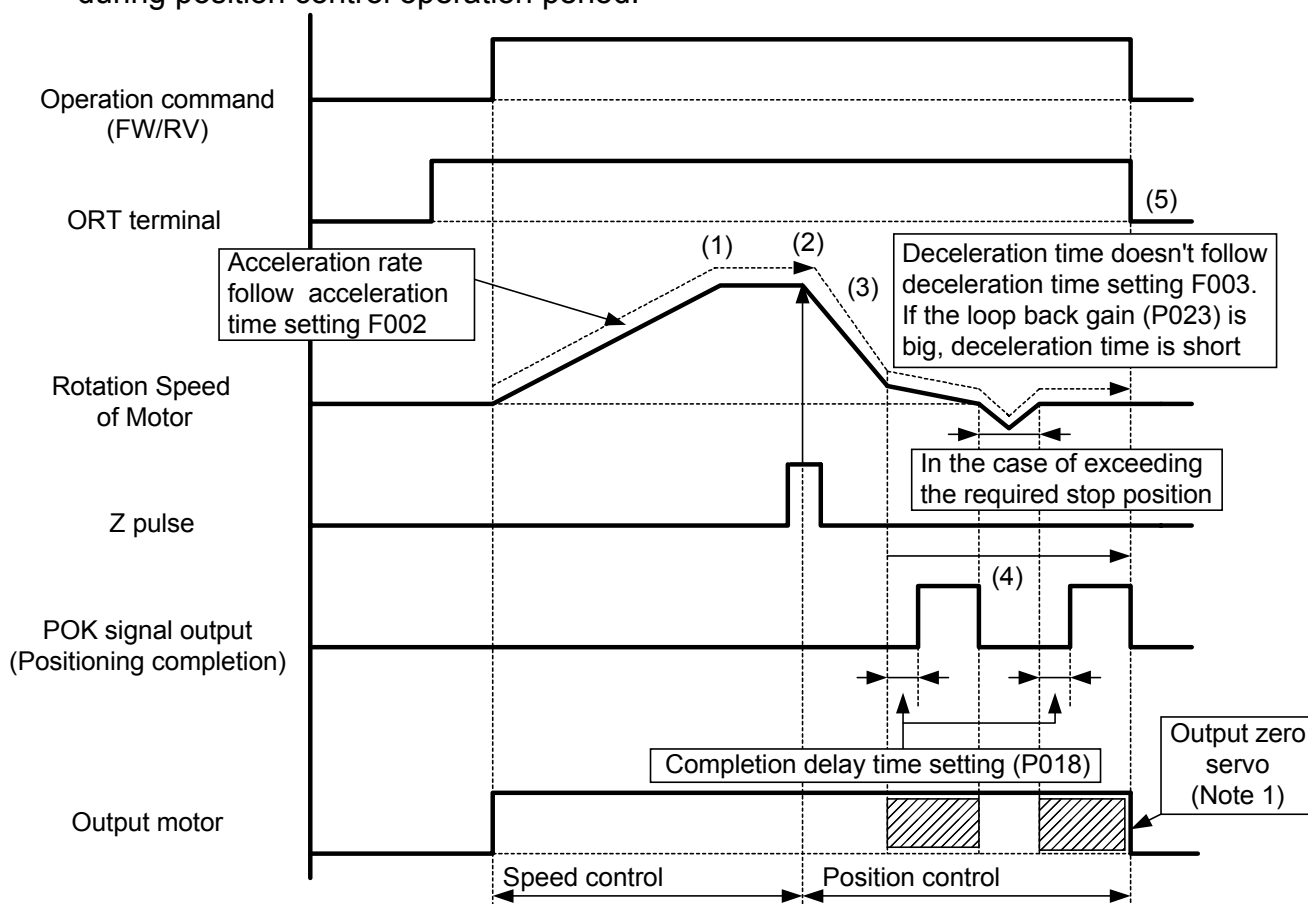 during position control operation period.
Operation command
(FW/RV)
ORT terminal
(5)
(1)
(2)
(3)
Acceleration rate
follow acceleration
time setting F002
Deceleration time doesn't follow
deceleration time setting F003.
If the loop back gain (P023) is
big, deceleration time is short
Rotation Speed
of Motor
In the case of exceeding
the required stop position
Z pulse
(4)
POK signal output
(Positioning completion)
Completion delay time setting (P018)
Output zero
servo
(Note 1)
Output motor
Speed control
Position control